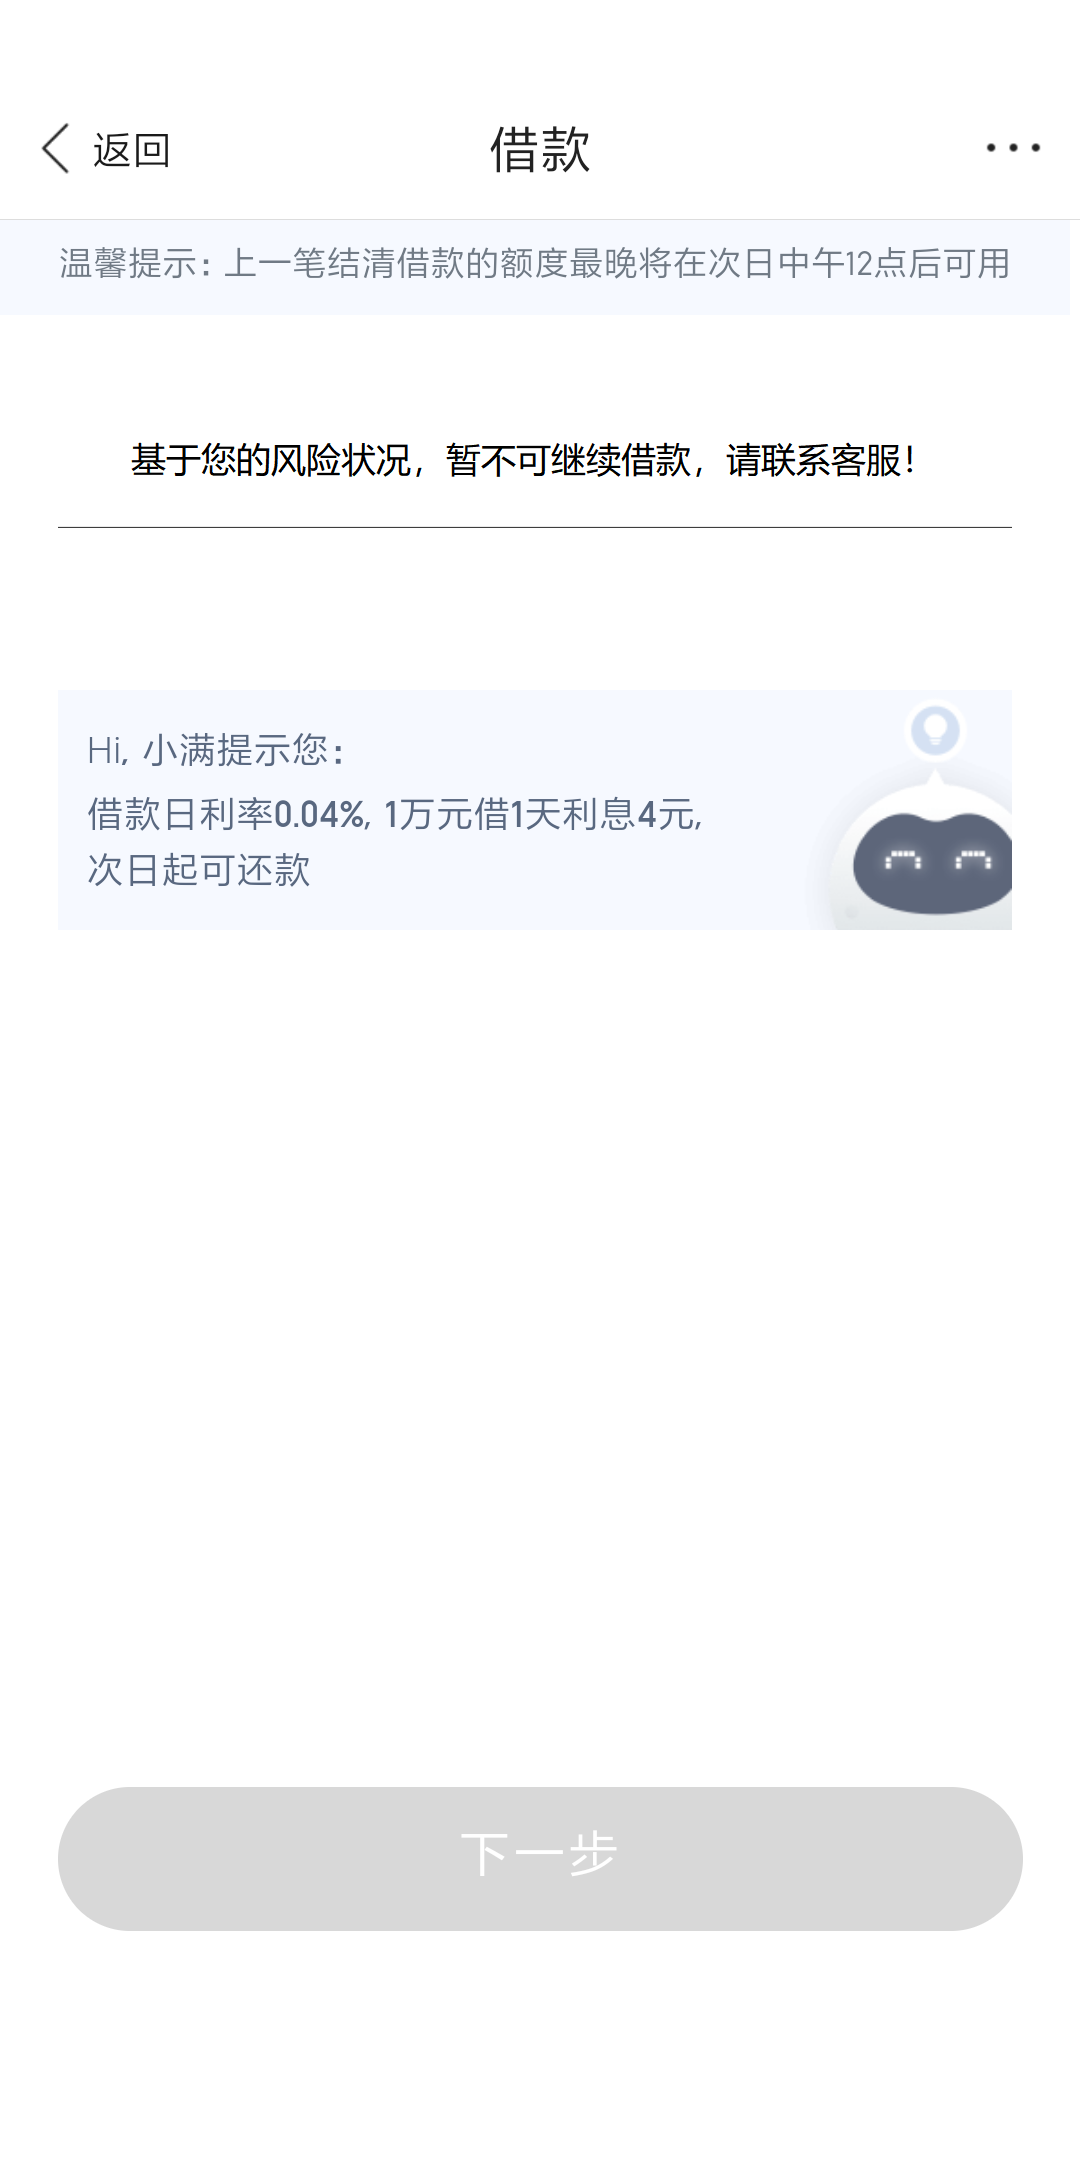 返回
借款
温馨提示：上一笔结清借款的额度最晚将在次日中午12点后可用
基于您的风险状况，暂不可继续借款，请联系客服！
Hi, 小满提示您：
借款日利率0.04%, 1万元借1天利息4元,
次日起可还款
下一步